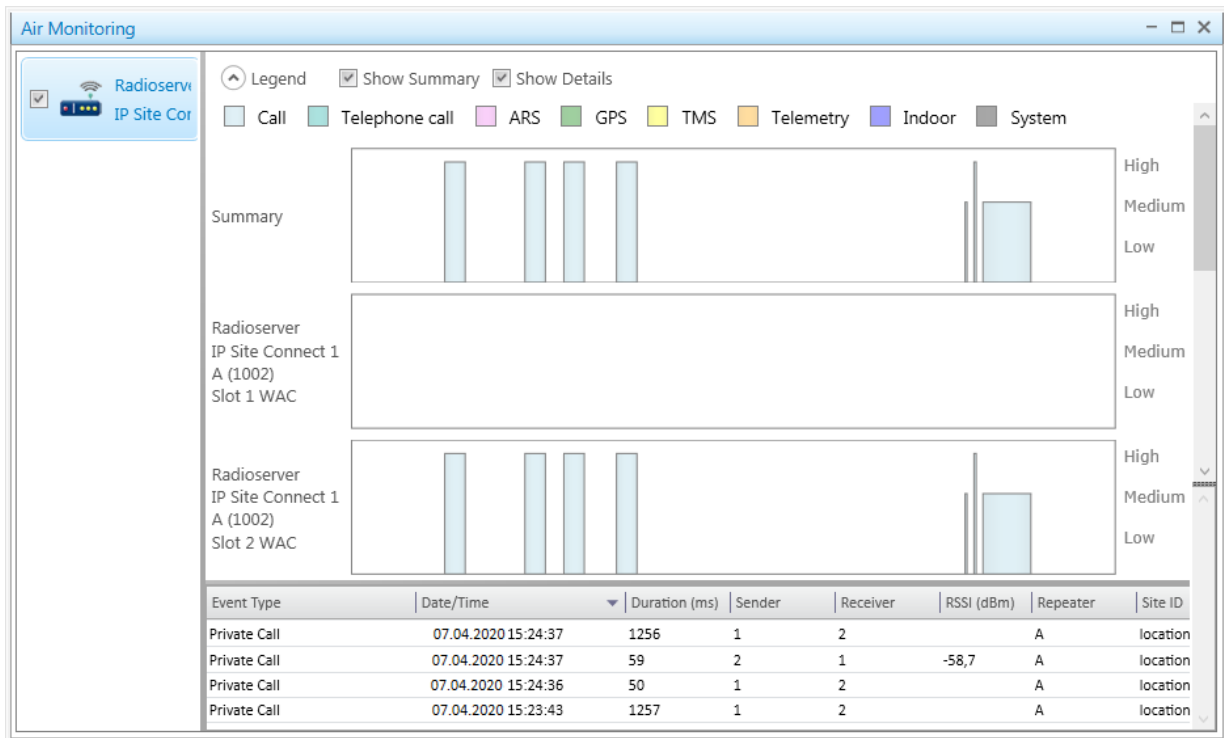 Air Monitoring
Radioserve
IP Site Cor
Legend Show Summary Show Details
Call Telephone call ARS GPS TMS Telemetry Indoor System
Summary
High
Medium
Low
Radioserver
IP Site Connect 1
A (1002)
Slot 1 WAC
High
Medium
Low
Radioserver
IP Site Connect 1
A (1002)
Slot 2 WAC
High
Medium
Low
Event Type Date/Time Duration (ms) Sender Receiver RSSI (dBm) Repeater Site ID
Private Call 07.04.2020 15:24:37 1256 1 2 A location
Private Call 07.04.2020 15:24:37 59 2 1 -58,7 A location
Private Call 07.04.2020 15:24:36 50 1 2 A location
Private Call 07.04.2020 15:23:43 1257 1 2 A location